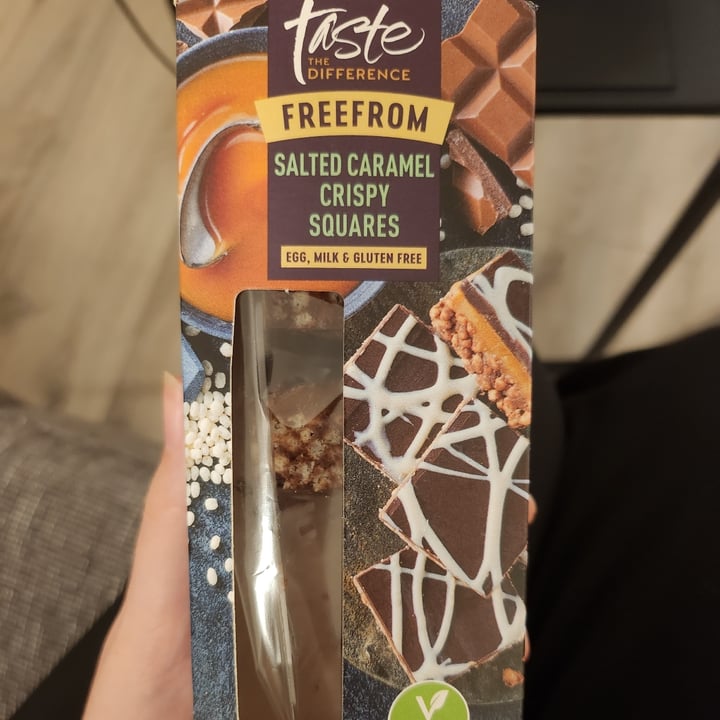 taste
THE
DIFFERENCE
FREEFROM
SALTED CARAMEL
CRISPY
SQUARES
EGG, MILK & GLUTEN FREE